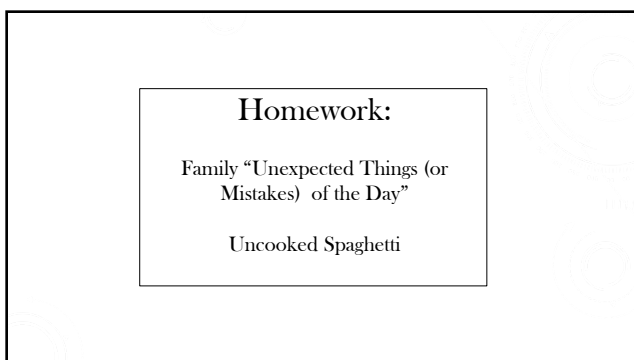 Homework:
Family “Unexpected Things (or
Mistakes) of the Day”
Uncooked Spaghetti